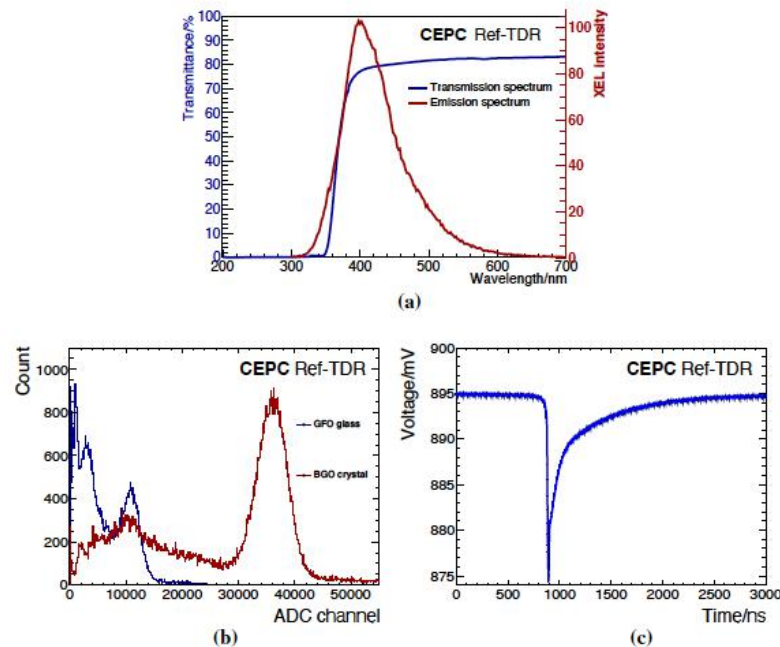 CEPC Ref-TDR
Transmittance/%
100
90
80
70
60
50
40
30
20
10
0
XEL intensity
100
80
60
40
20
0
Transmission spectrum
Emission spectrum
200 300 400 500 600 700
Wavelength/nm
(a)
CEPC Ref-TDR
Count
1000
800
600
400
200
0
GFO glass
BGO crystal
0 10000 20000 30000 40000 50000
ADC channel
(b)
CEPC Ref-TDR
Voltage/mV
900
895
890
885
880
875
0 500 1000 1500 2000 2500 3000
Time/ns
(c)